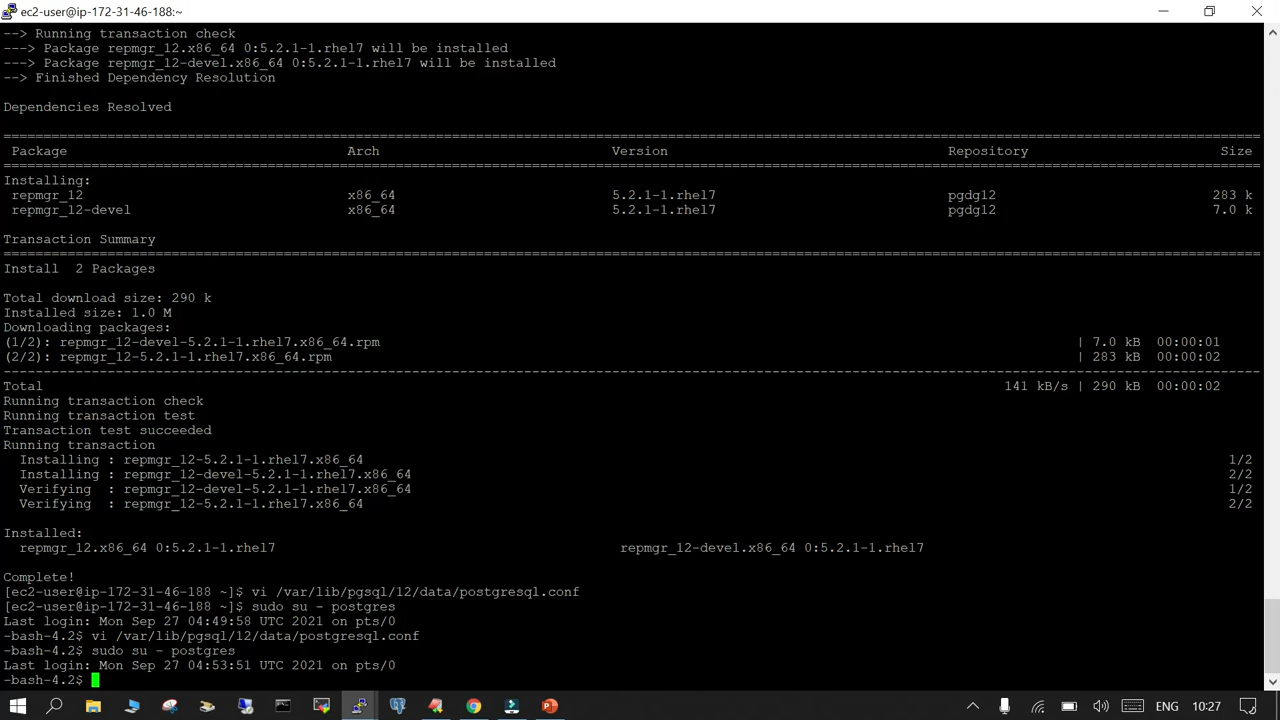 ec2-user@ip-172-31-46-188:~
--> Running transaction check
---> Package repmgr_12.x86_64 0:5.2.1-1.rhel7 will be installed
---> Package repmgr_12-devel.x86_64 0:5.2.1-1.rhel7 will be installed
--> Finished Dependency Resolution
Dependencies Resolved
================================================================================
Package Arch Version Repository Size
================================================================================
Installing:
repmgr_12 x86_64 5.2.1-1.rhel7 pgdg12 283 k
repmgr_12-devel x86_64 5.2.1-1.rhel7 pgdg12 7.0 k
Transaction Summary
================================================================================
Install 2 Packages
Total download size: 290 k
Installed size: 1.0 M
Downloading packages:
(1/2): repmgr_12-devel-5.2.1-1.rhel7.x86_64.rpm | 7.0 kB 00:00:01
(2/2): repmgr_12-5.2.1-1.rhel7.x86_64.rpm | 283 kB 00:00:02
--------------------------------------------------------------------------------
Total 141 kB/s | 290 kB 00:00:02
Running transaction check
Running transaction test
Transaction test succeeded
Running transaction
Installing : repmgr_12-5.2.1-1.rhel7.x86_64 1/2
Installing : repmgr_12-devel-5.2.1-1.rhel7.x86_64 2/2
Verifying : repmgr_12-devel-5.2.1-1.rhel7.x86_64 1/2
Verifying : repmgr_12-5.2.1-1.rhel7.x86_64 2/2
Installed:
repmgr_12.x86_64 0:5.2.1-1.rhel7 repmgr_12-devel.x86_64 0:5.2.1-1.rhel7
Complete!
[ec2-user@ip-172-31-46-188 ~]$ vi /var/lib/pgsql/12/data/postgresql.conf
[ec2-user@ip-172-31-46-188 ~]$ sudo su - postgres
Last login: Mon Sep 27 04:49:58 UTC 2021 on pts/0
-bash-4.2$ vi /var/lib/pgsql/12/data/postgresql.conf
-bash-4.2$ sudo su - postgres
Last login: Mon Sep 27 04:53:51 UTC 2021 on pts/0
-bash-4.2$
ENG 10:27